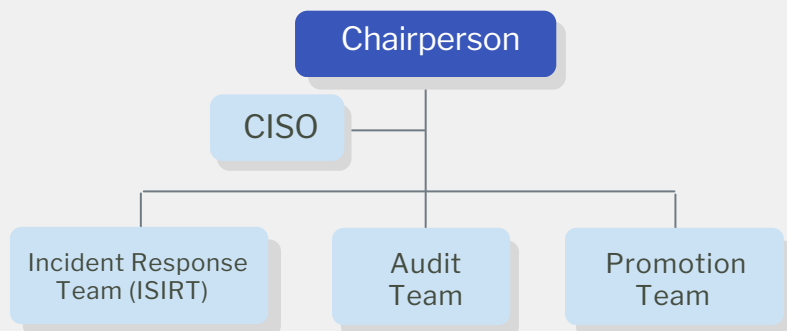 Chairperson
CISO
Incident Response
Team (ISIRT)
Audit
Team
Promotion
Team